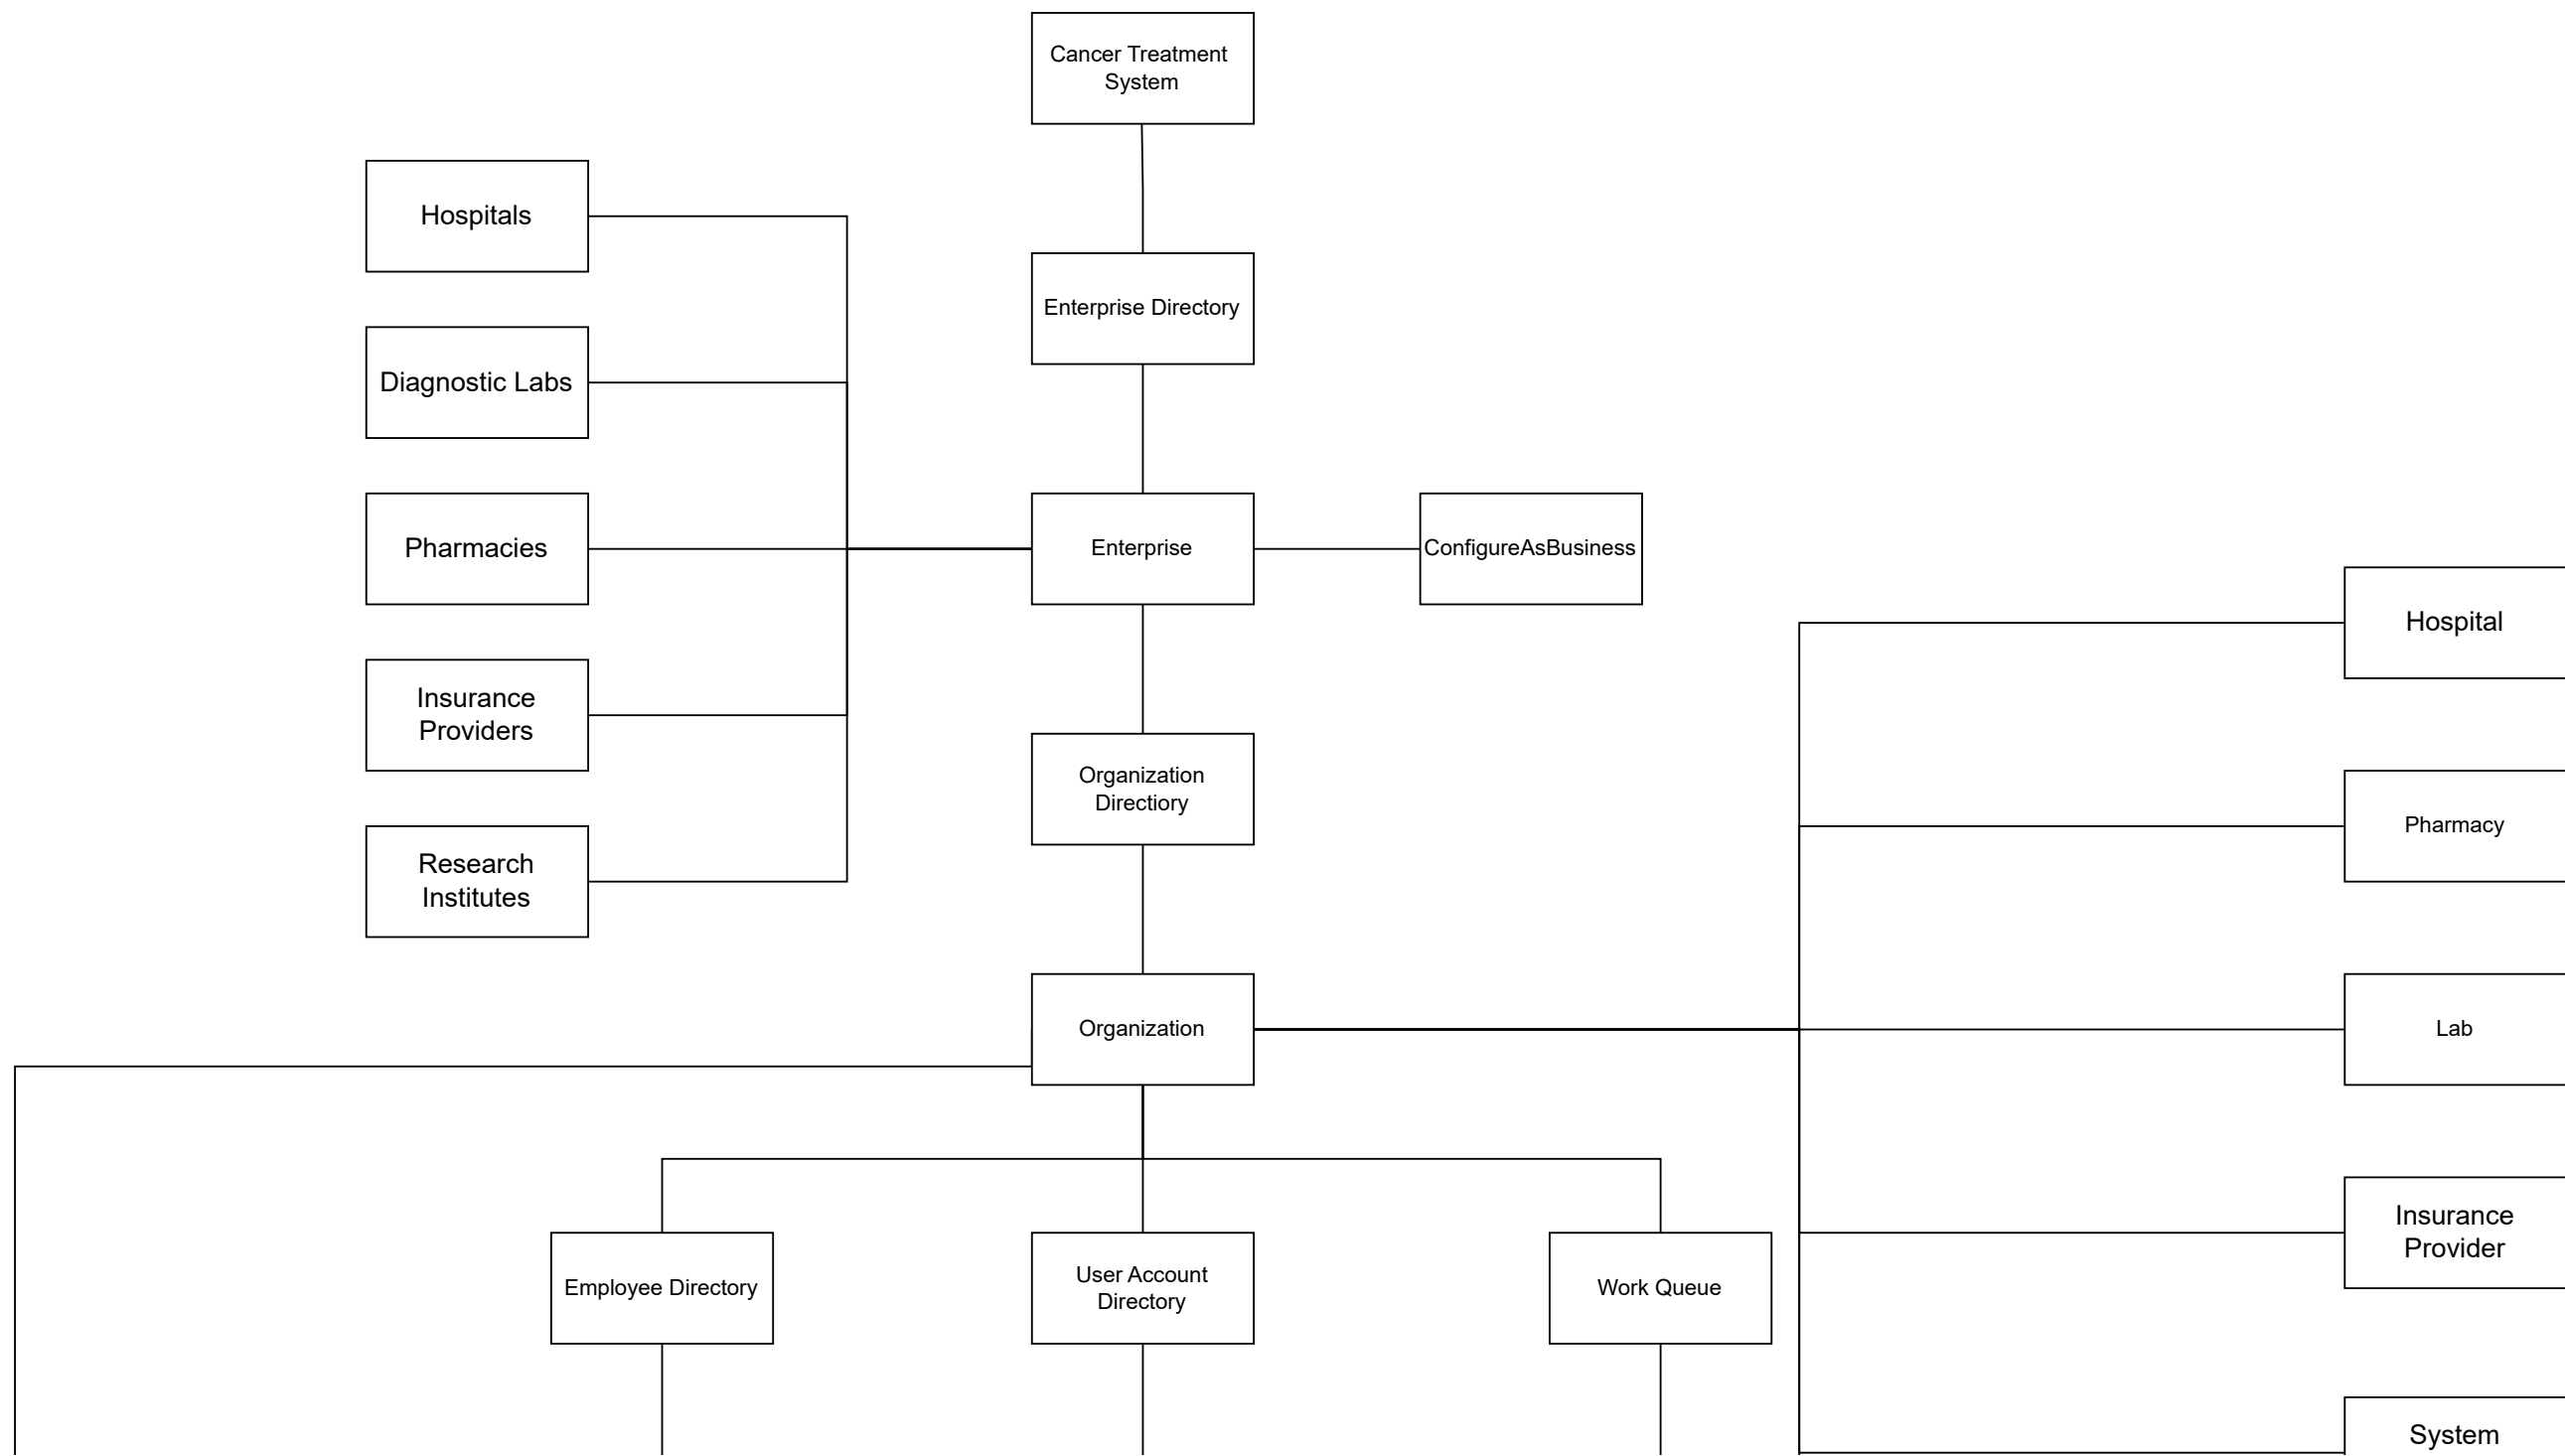 Cancer Treatment
System
Hospitals
Enterprise Directory
Diagnostic Labs
Pharmacies
Enterprise
ConfigureAsBusiness
Hospital
Insurance
Providers
Organization
Directiory
Pharmacy
Research
Institutes
Organization
Lab
Insurance
Provider
Employee Directory
User Account
Directory
Work Queue
System